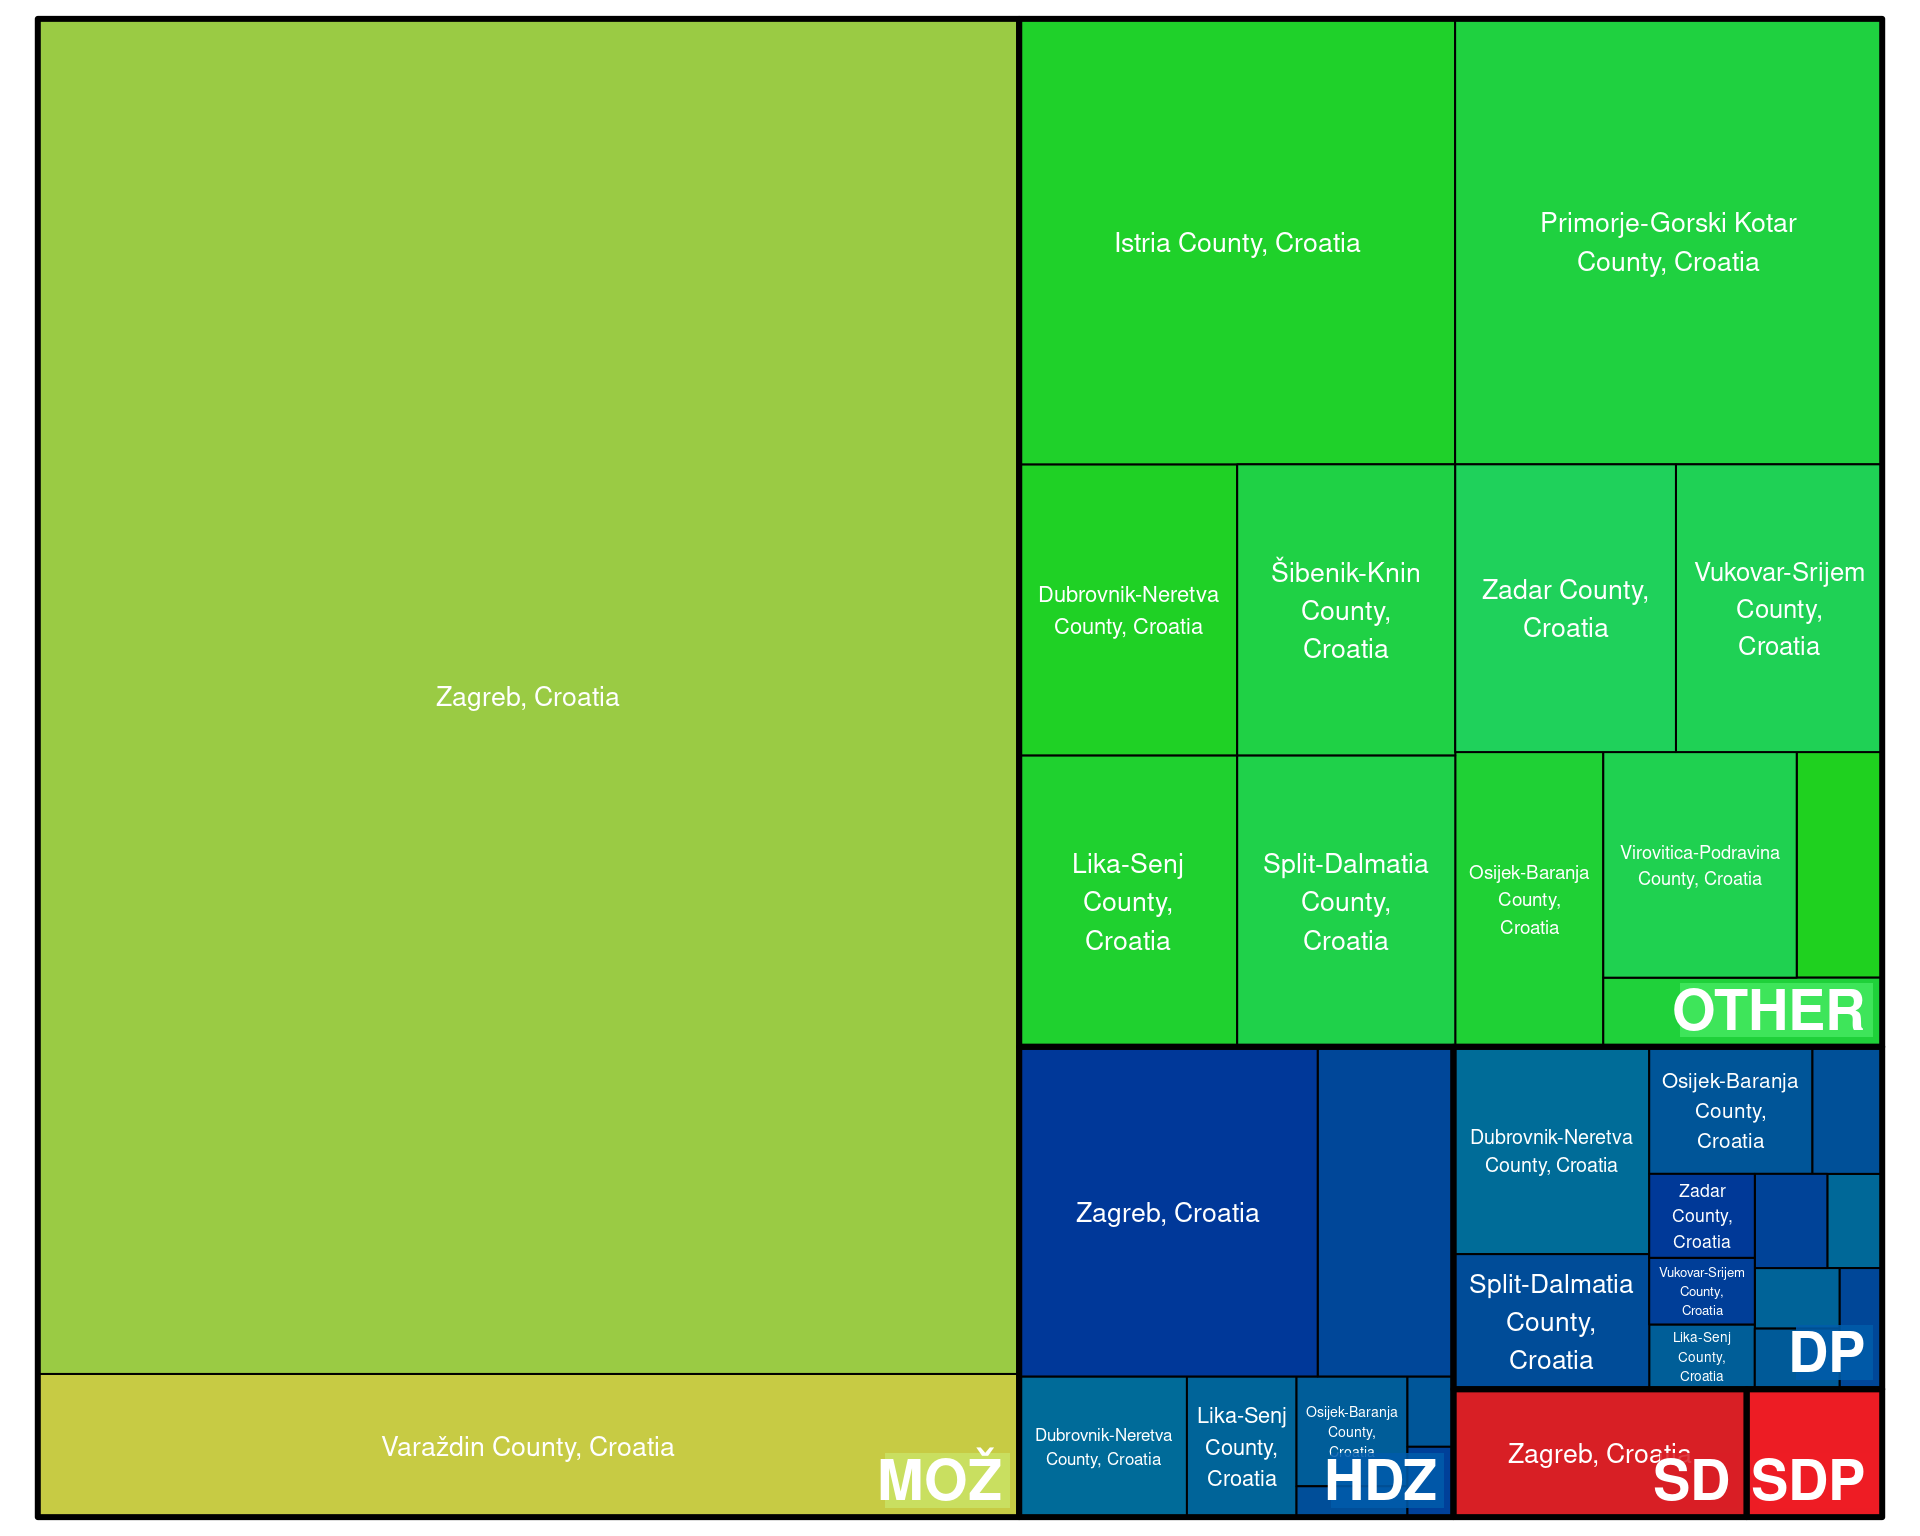 Zagreb, Croatia
Varaždin County, Croatia
MOŽ
Istria County, Croatia
Primorje-Gorski Kotar
County, Croatia
Dubrovnik-Neretva
County, Croatia
Šibenik-Knin
County,
Croatia
Zadar County,
Croatia
Vukovar-Srijem
County,
Croatia
Lika-Senj
County,
Croatia
Split-Dalmatia
County,
Croatia
Osijek-Baranja
County,
Croatia
Virovitica-Podravina
County, Croatia
OTHER
Zagreb, Croatia
Dubrovnik-Neretva
County, Croatia
Lika-Senj
County,
Croatia
Osijek-Baranja
County,
Croatia
HDZ
Dubrovnik-Neretva
County, Croatia
Osijek-Baranja
County,
Croatia
Split-Dalmatia
County,
Croatia
Zadar
County,
Croatia
Vukovar-Srijem
County,
Croatia
Lika-Senj
County,
Croatia
DP
Zagreb, Croatia
SD
SDP